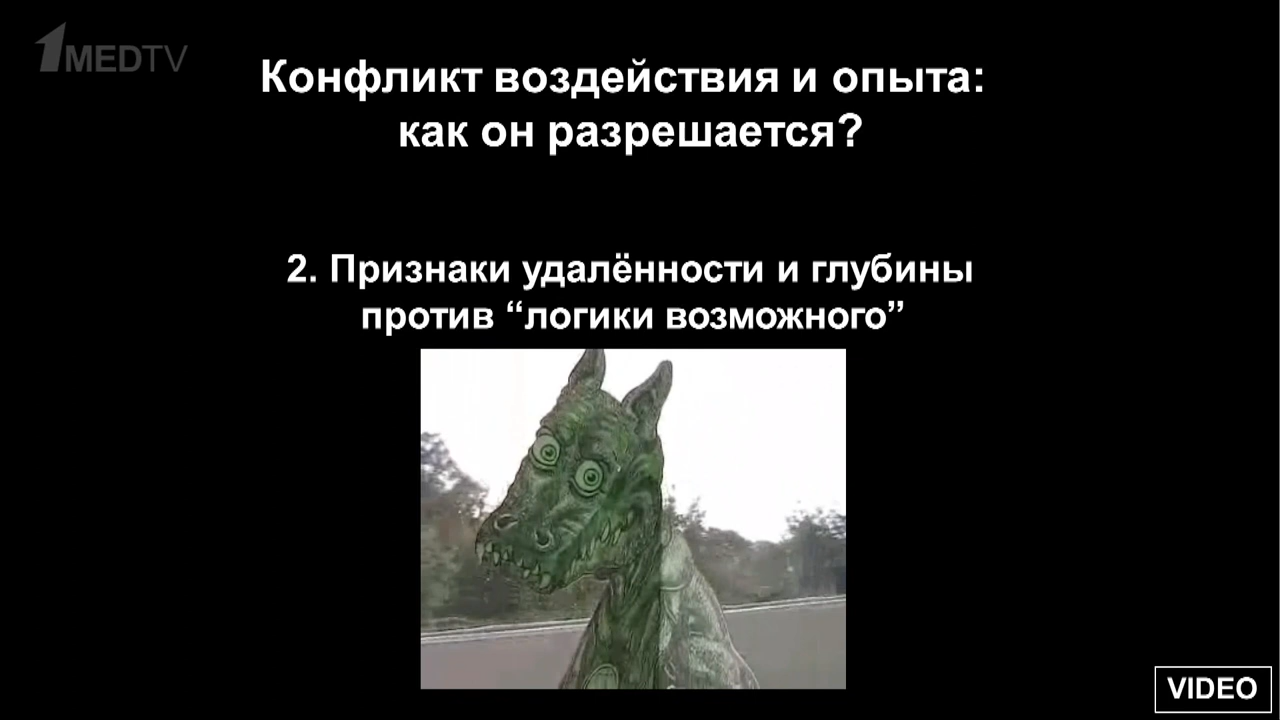 1MEDTV
Конфликт воздействия и опыта:
как он разрешается?
2. Признаки удалённости и глубины
против “логики возможного”
VIDEO